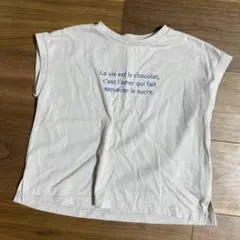 La vie est le chocolat,
c'est l'amer qui fait
apprécier le sucre.